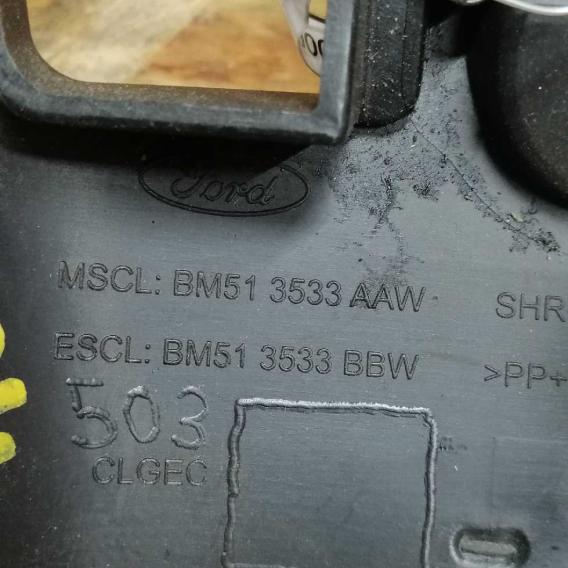 Ford
MSCL: BM51 3533 AAW SHR
ESCL: BM51 3533 BBW >PP+
503
CLGEC